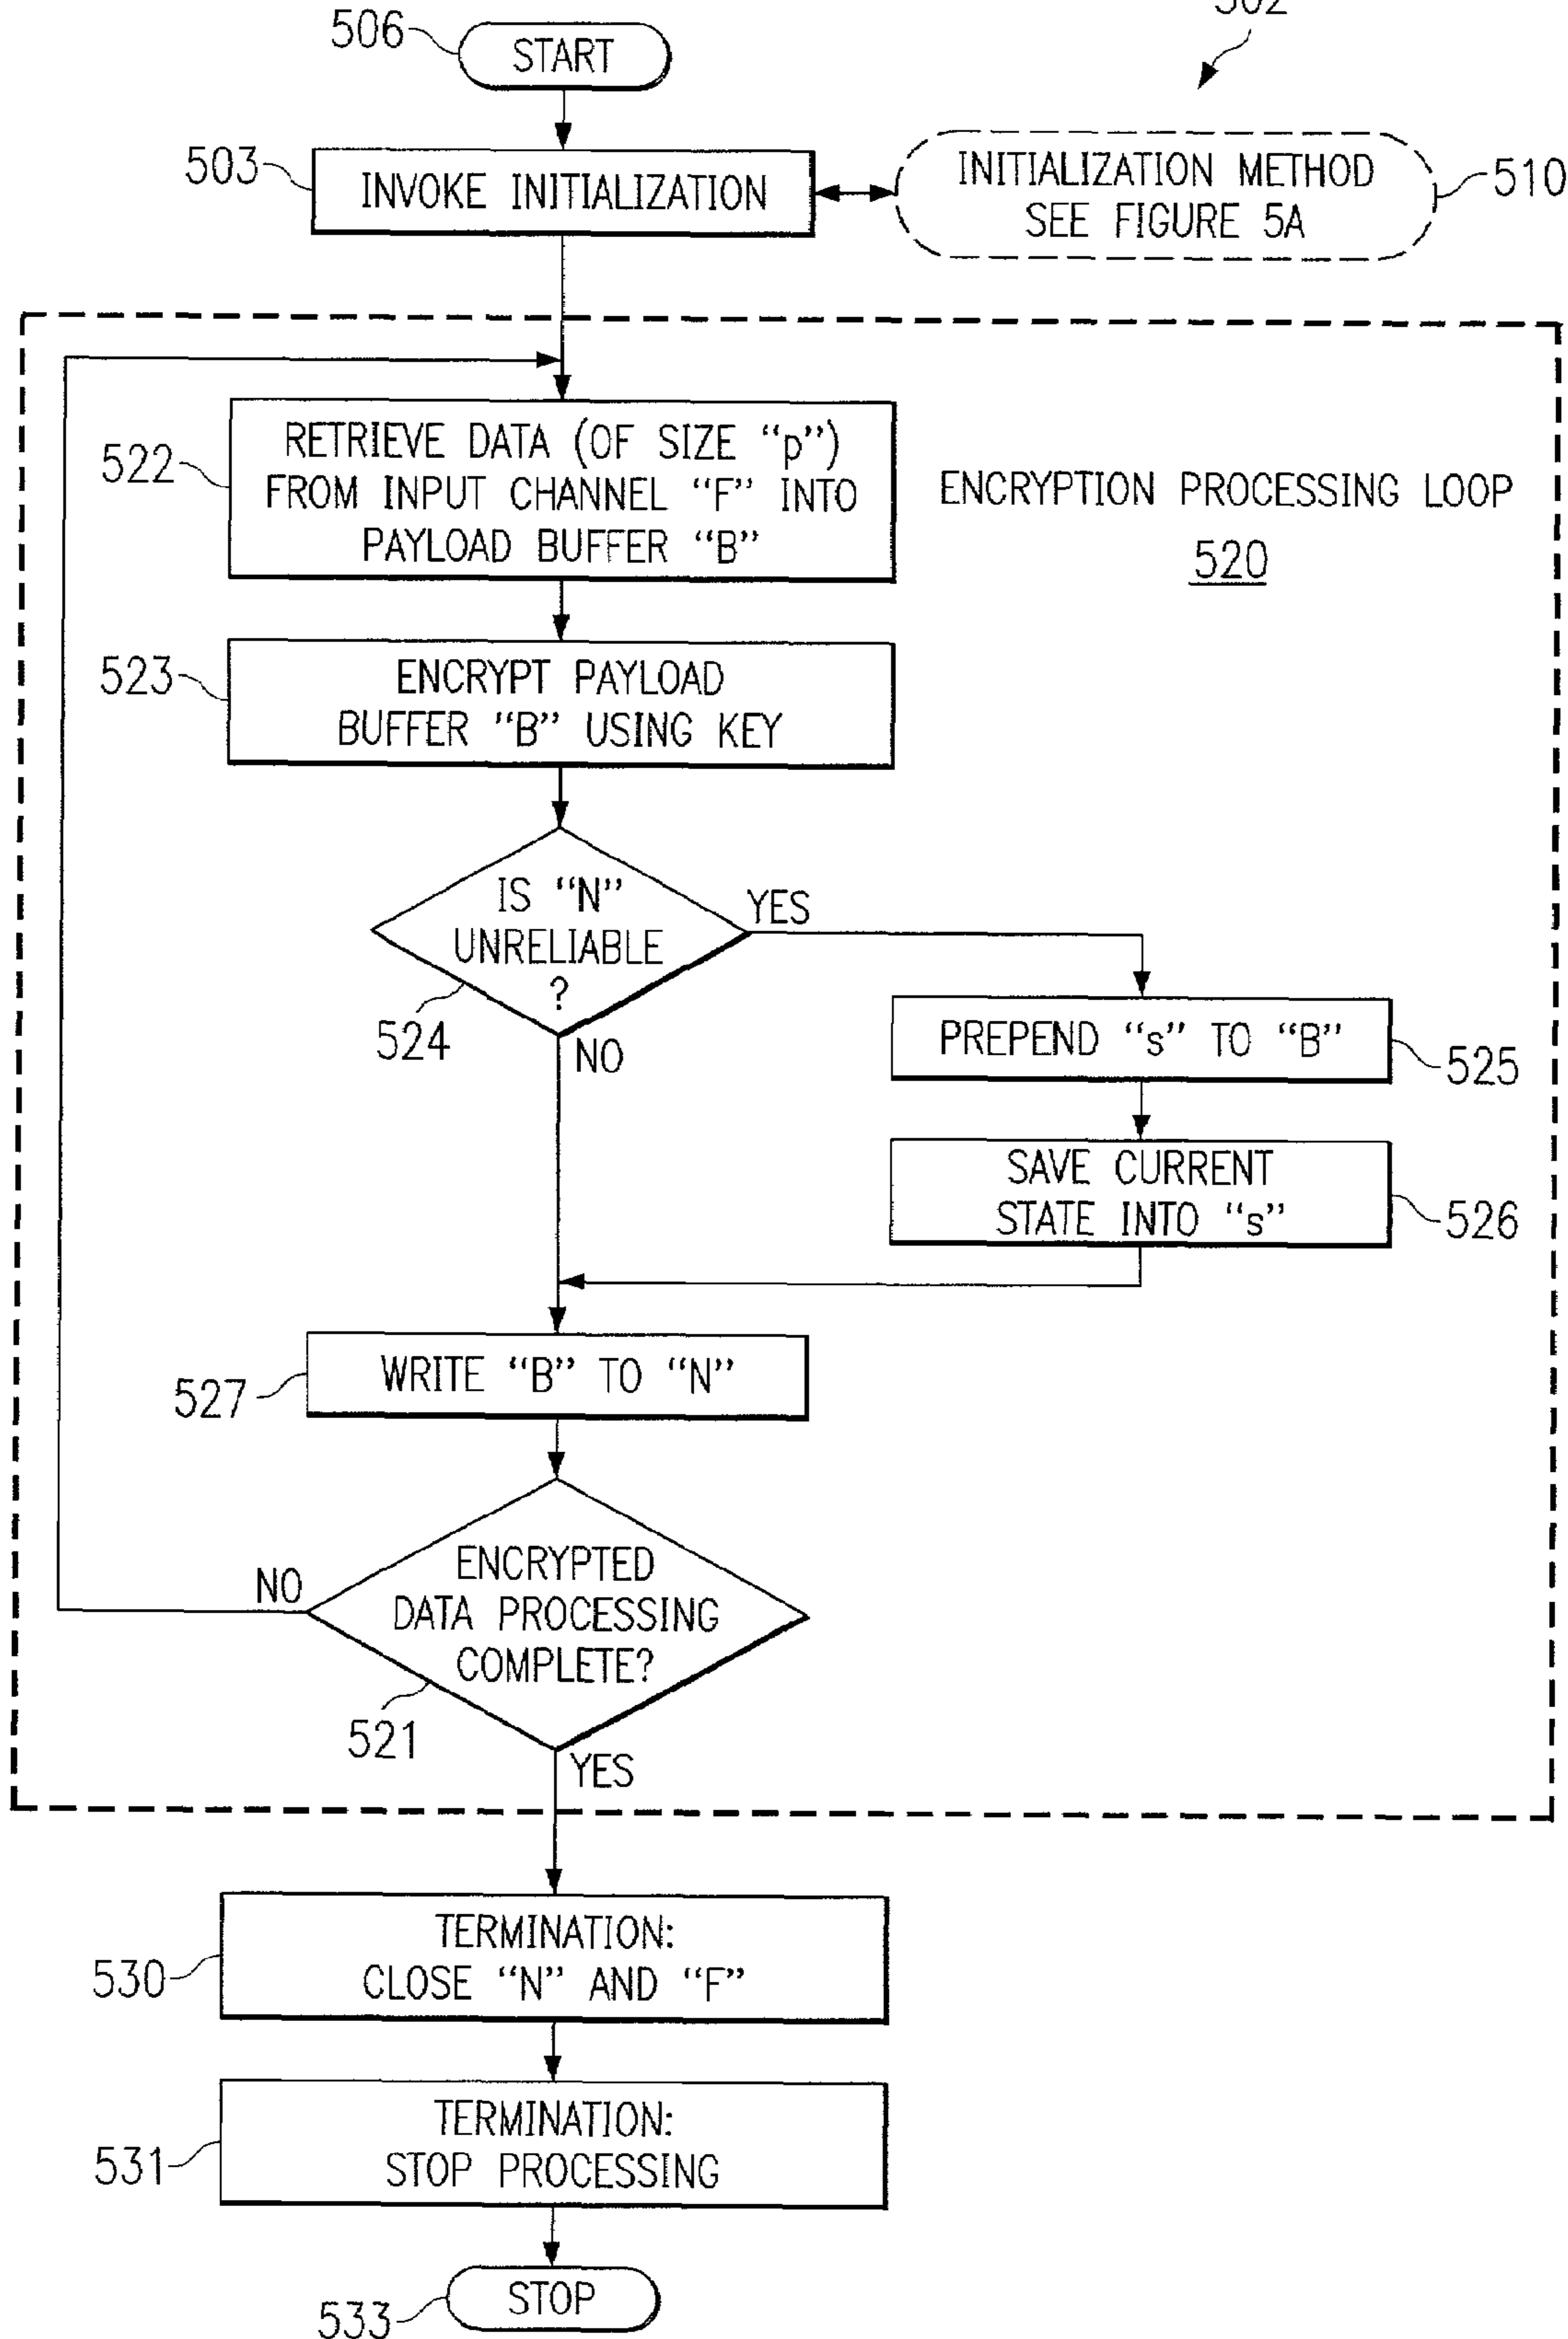 502
506
START
503
INVOKE INITIALIZATION
INITIALIZATION METHOD
SEE FIGURE 5A
510
522
RETRIEVE DATA (OF SIZE “p”)
FROM INPUT CHANNEL “F” INTO
PAYLOAD BUFFER “B”
ENCRYPTION PROCESSING LOOP
520
523
ENCRYPT PAYLOAD
BUFFER “B” USING KEY
IS “N”
UNRELIABLE
?
YES
524
NO
PREPEND “s” TO “B”
525
SAVE CURRENT
STATE INTO “s”
526
527
WRITE “B” TO “N”
NO
ENCRYPTED
DATA PROCESSING
COMPLETE?
521
YES
530
TERMINATION:
CLOSE “N” AND “F”
531
TERMINATION:
STOP PROCESSING
533
STOP